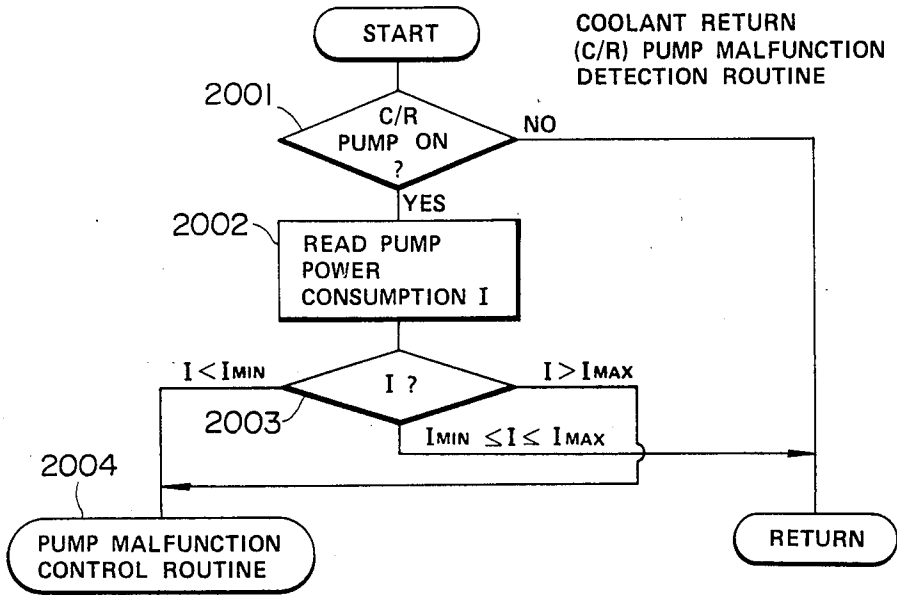 START
COOLANT RETURN
(C/R) PUMP MALFUNCTION
DETECTION ROUTINE
2001
C/R
PUMP ON
?
NO
YES
2002
READ PUMP
POWER
CONSUMPTION I
I<IMIN
I ?
I>IMAX
2003
IMIN ≤I≤ IMAX
2004
PUMP MALFUNCTION
CONTROL ROUTINE
RETURN